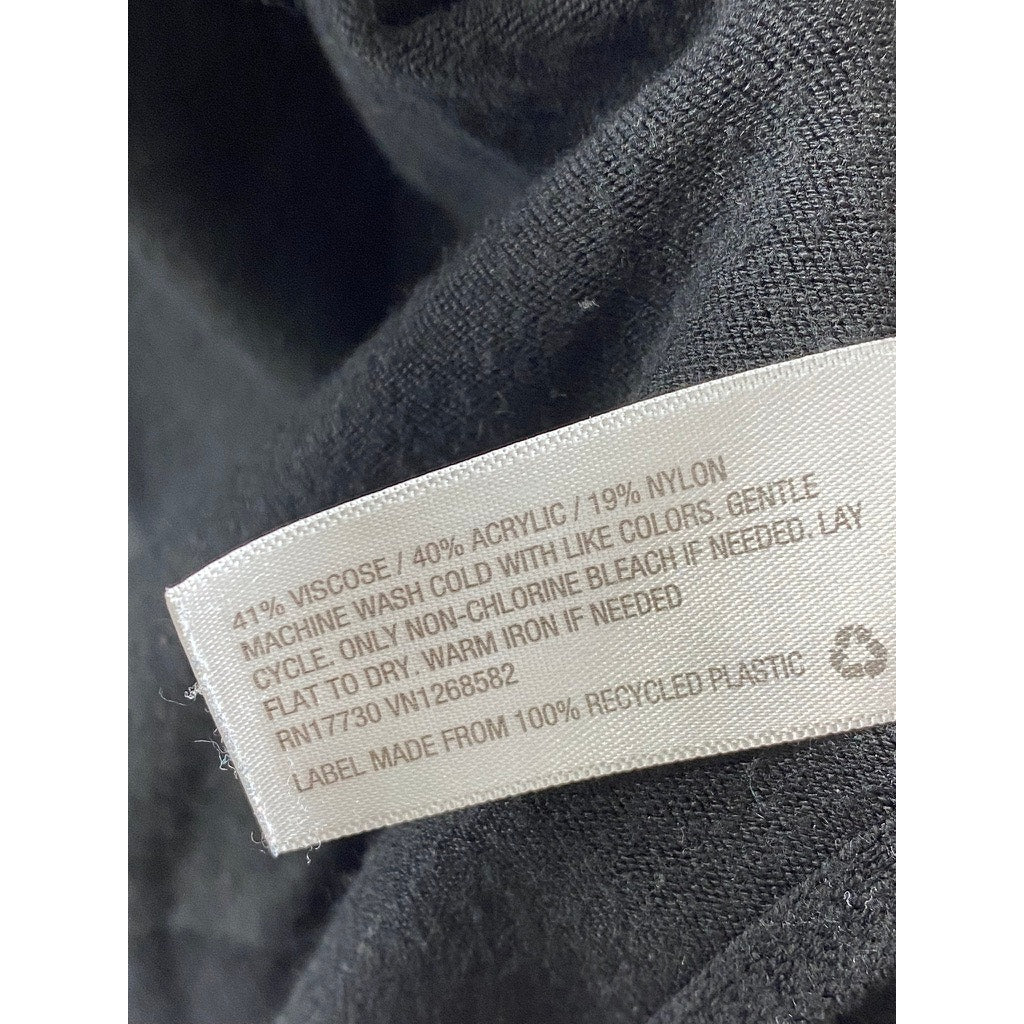 41% VISCOSE / 40% ACRYLIC / 19% NYLON
MACHINE WASH COLD WITH LIKE COLORS. GENTLE
CYCLE. ONLY NON-CHLORINE BLEACH IF NEEDED. LAY
FLAT TO DRY. WARM IRON IF NEEDED
RN17730 VN1268582
LABEL MADE FROM 100% RECYCLED PLASTIC